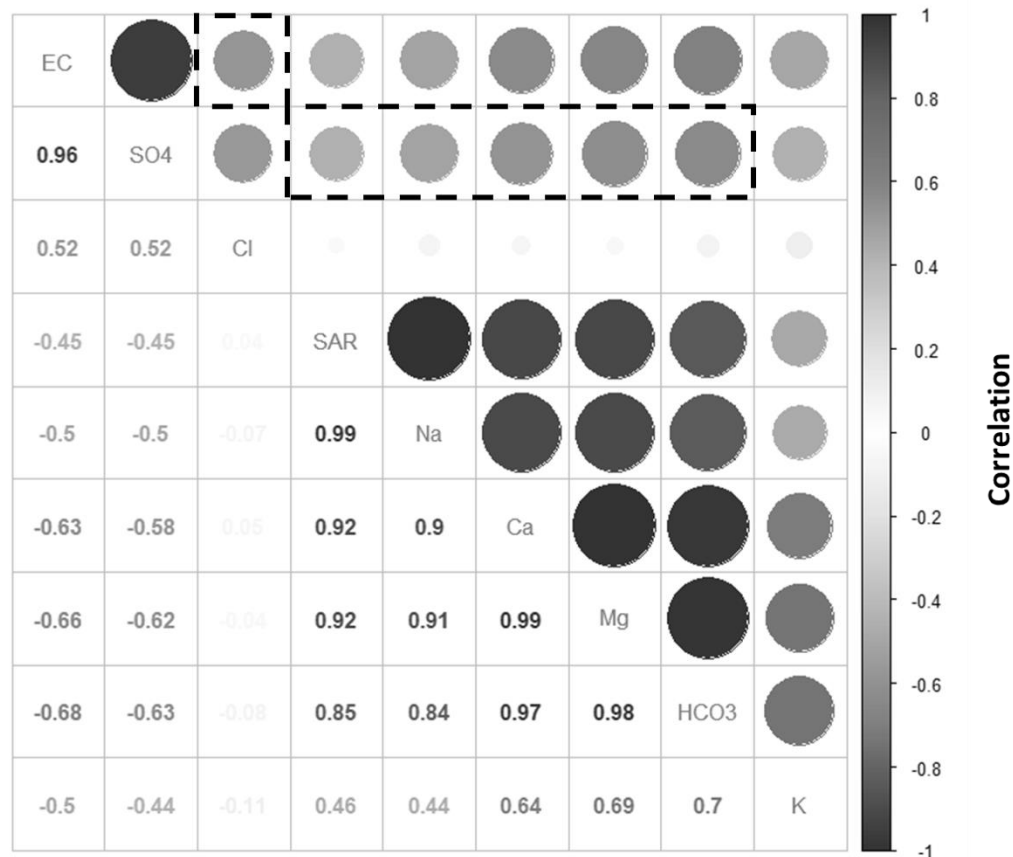 EC
0.96 SO4
0.52 0.52 Cl
-0.45 -0.45 0.04 SAR
-0.5 -0.5 -0.07 0.99 Na
-0.63 -0.58 0.05 0.92 0.9 Ca
-0.66 -0.62 -0.04 0.92 0.91 0.99 Mg
-0.68 -0.63 -0.08 0.85 0.84 0.97 0.98 HCO3
-0.5 -0.44 -0.11 0.46 0.44 0.64 0.69 0.7 K
1
0.8
0.6
0.4
0.2
0
-0.2
-0.4
-0.6
-0.8
-1
Correlation